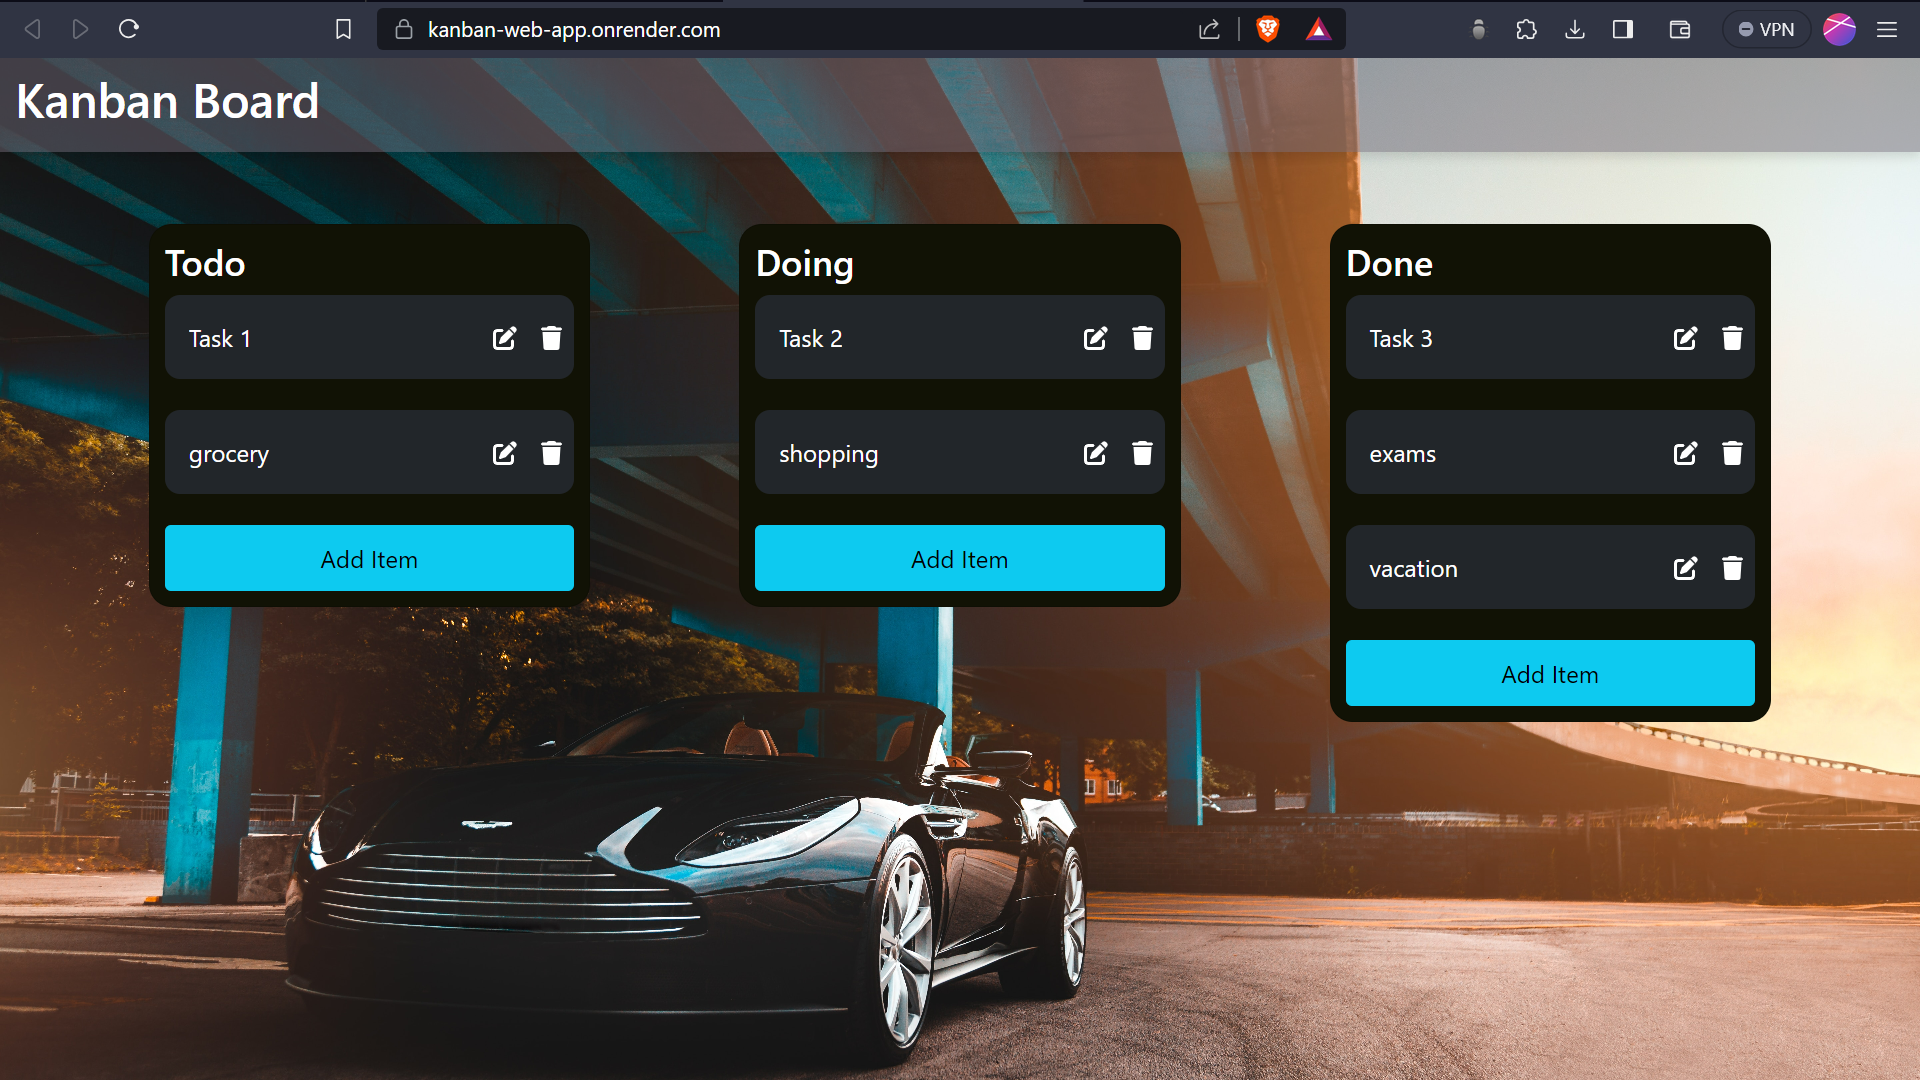 kanban-web-app.onrender.com
VPN
Kanban Board
Todo
Task 1
grocery
Add Item
Doing
Task 2
shopping
Add Item
Done
Task 3
exams
vacation
Add Item